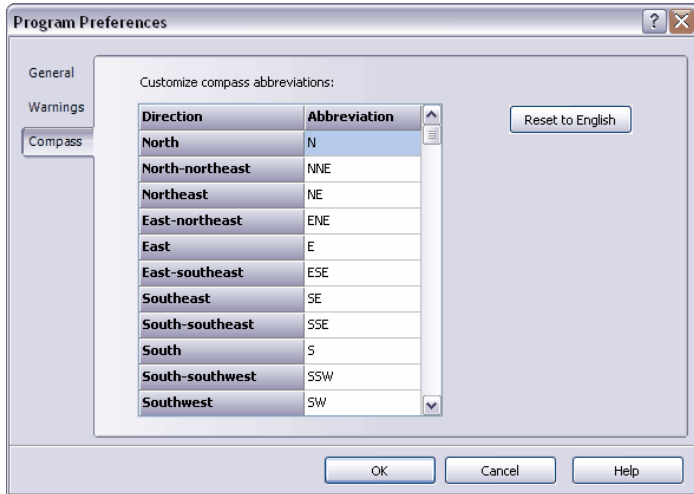 Program Preferences
General
Warnings
Compass
Customize compass abbreviations:
Direction Abbreviation
North N
North-northeast NNE
Northeast NE
East-northeast ENE
East E
East-southeast ESE
Southeast SE
South-southeast SSE
South S
South-southwest SSW
Southwest SW
Reset to English
OK Cancel Help